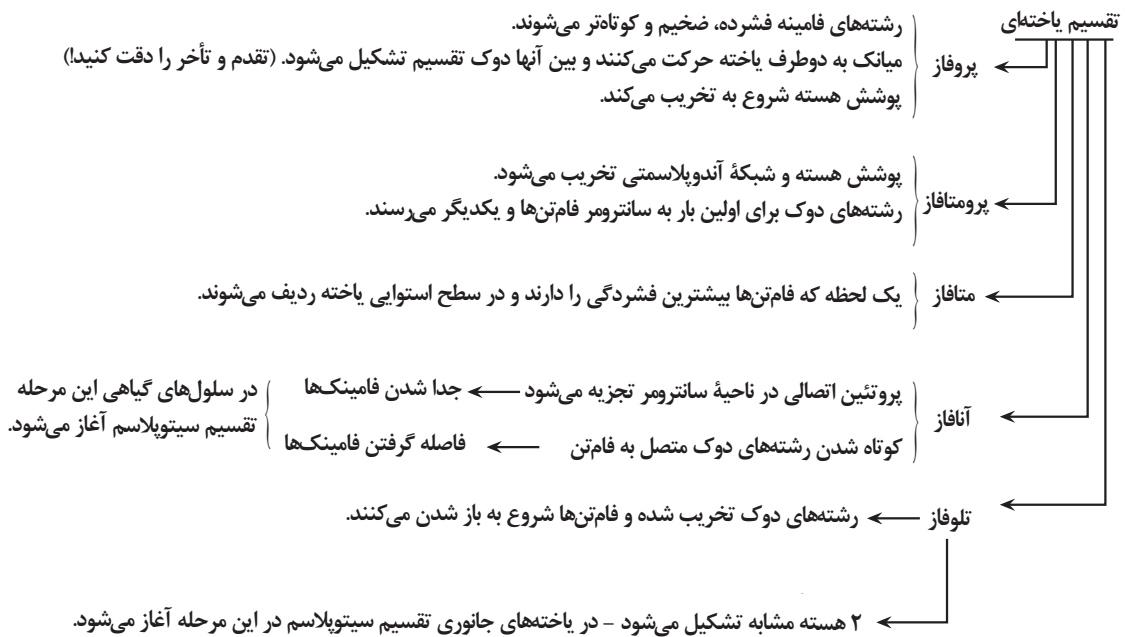 تقسیم یاخته‌ای
پروفاز
رشته‌های فامینه فشرده، ضخیم و کوتاه‌تر می‌شوند.
میانک به دوطرف یاخته حرکت می‌کنند و بین آنها دوک تقسیم تشکیل می‌شود. (تقدم و تأخر را دقت کنید!)
پوشش هسته شروع به تخریب می‌کند.
پرومتافاز
پوشش هسته و شبکهٔ آندوپلاسمتی تخریب می‌شود.
رشته‌های دوک برای اولین بار به سانترومر فام‌تن‌ها و یکدیگر می‌رسند.
متافاز
یک لحظه که فام‌تن‌ها بیشترین فشردگی را دارند و در سطح استوایی یاخته ردیف می‌شوند.
آنافاز
پروتئین اتصالی در ناحیهٔ سانترومر تجزیه می‌شود ← جدا شدن فامینک‌ها
کوتاه شدن رشته‌های دوک متصل به فام‌تن ← فاصله گرفتن فامینک‌ها
در سلول‌های گیاهی این مرحله
تقسیم سیتوپلاسم آغاز می‌شود.
تلوفاز ← رشته‌های دوک تخریب شده و فام‌تن‌ها شروع به باز شدن می‌کنند.
۲ هسته مشابه تشکیل می‌شود - در یاخته‌های جانوری تقسیم سیتوپلاسم در این مرحله آغاز می‌شود.